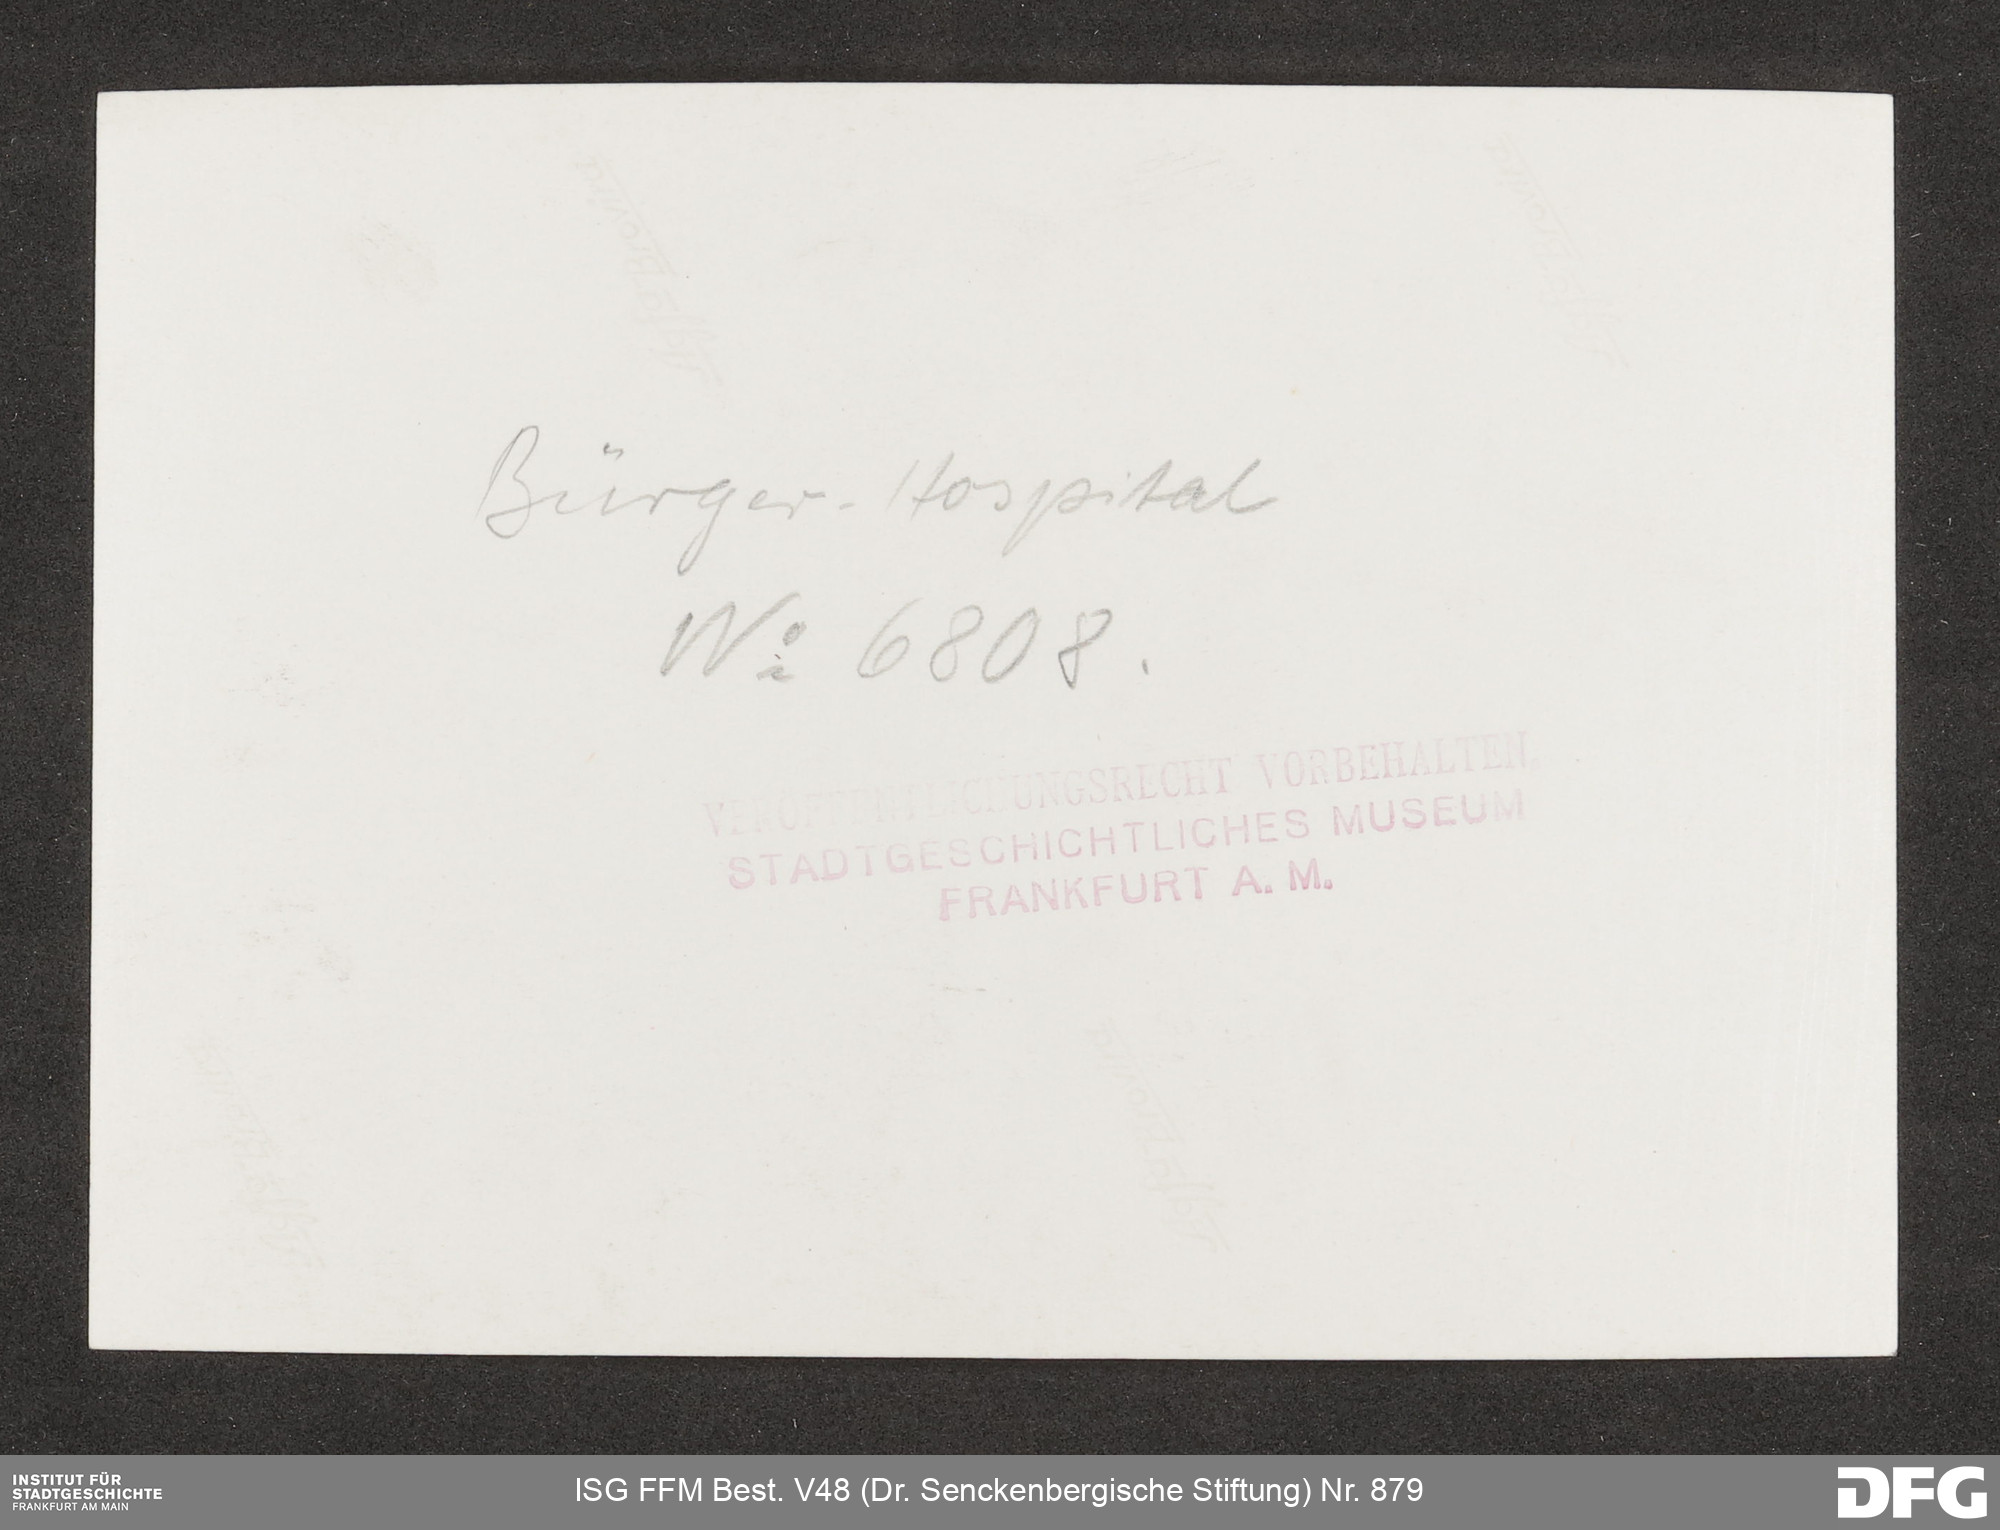 Bürger-Hospital
No 6808.
VERÖFFENTLICHUNGSRECHT VORBEHALTEN
STADTGESCHICHTLICHES MUSEUM
FRANKFURT A. M.
INSTITUT FÜR
STADTGESCHICHTE
FRANKFURT AM MAIN
ISG FFM Best. V48 (Dr. Senckenbergische Stiftung) Nr. 879
DFG